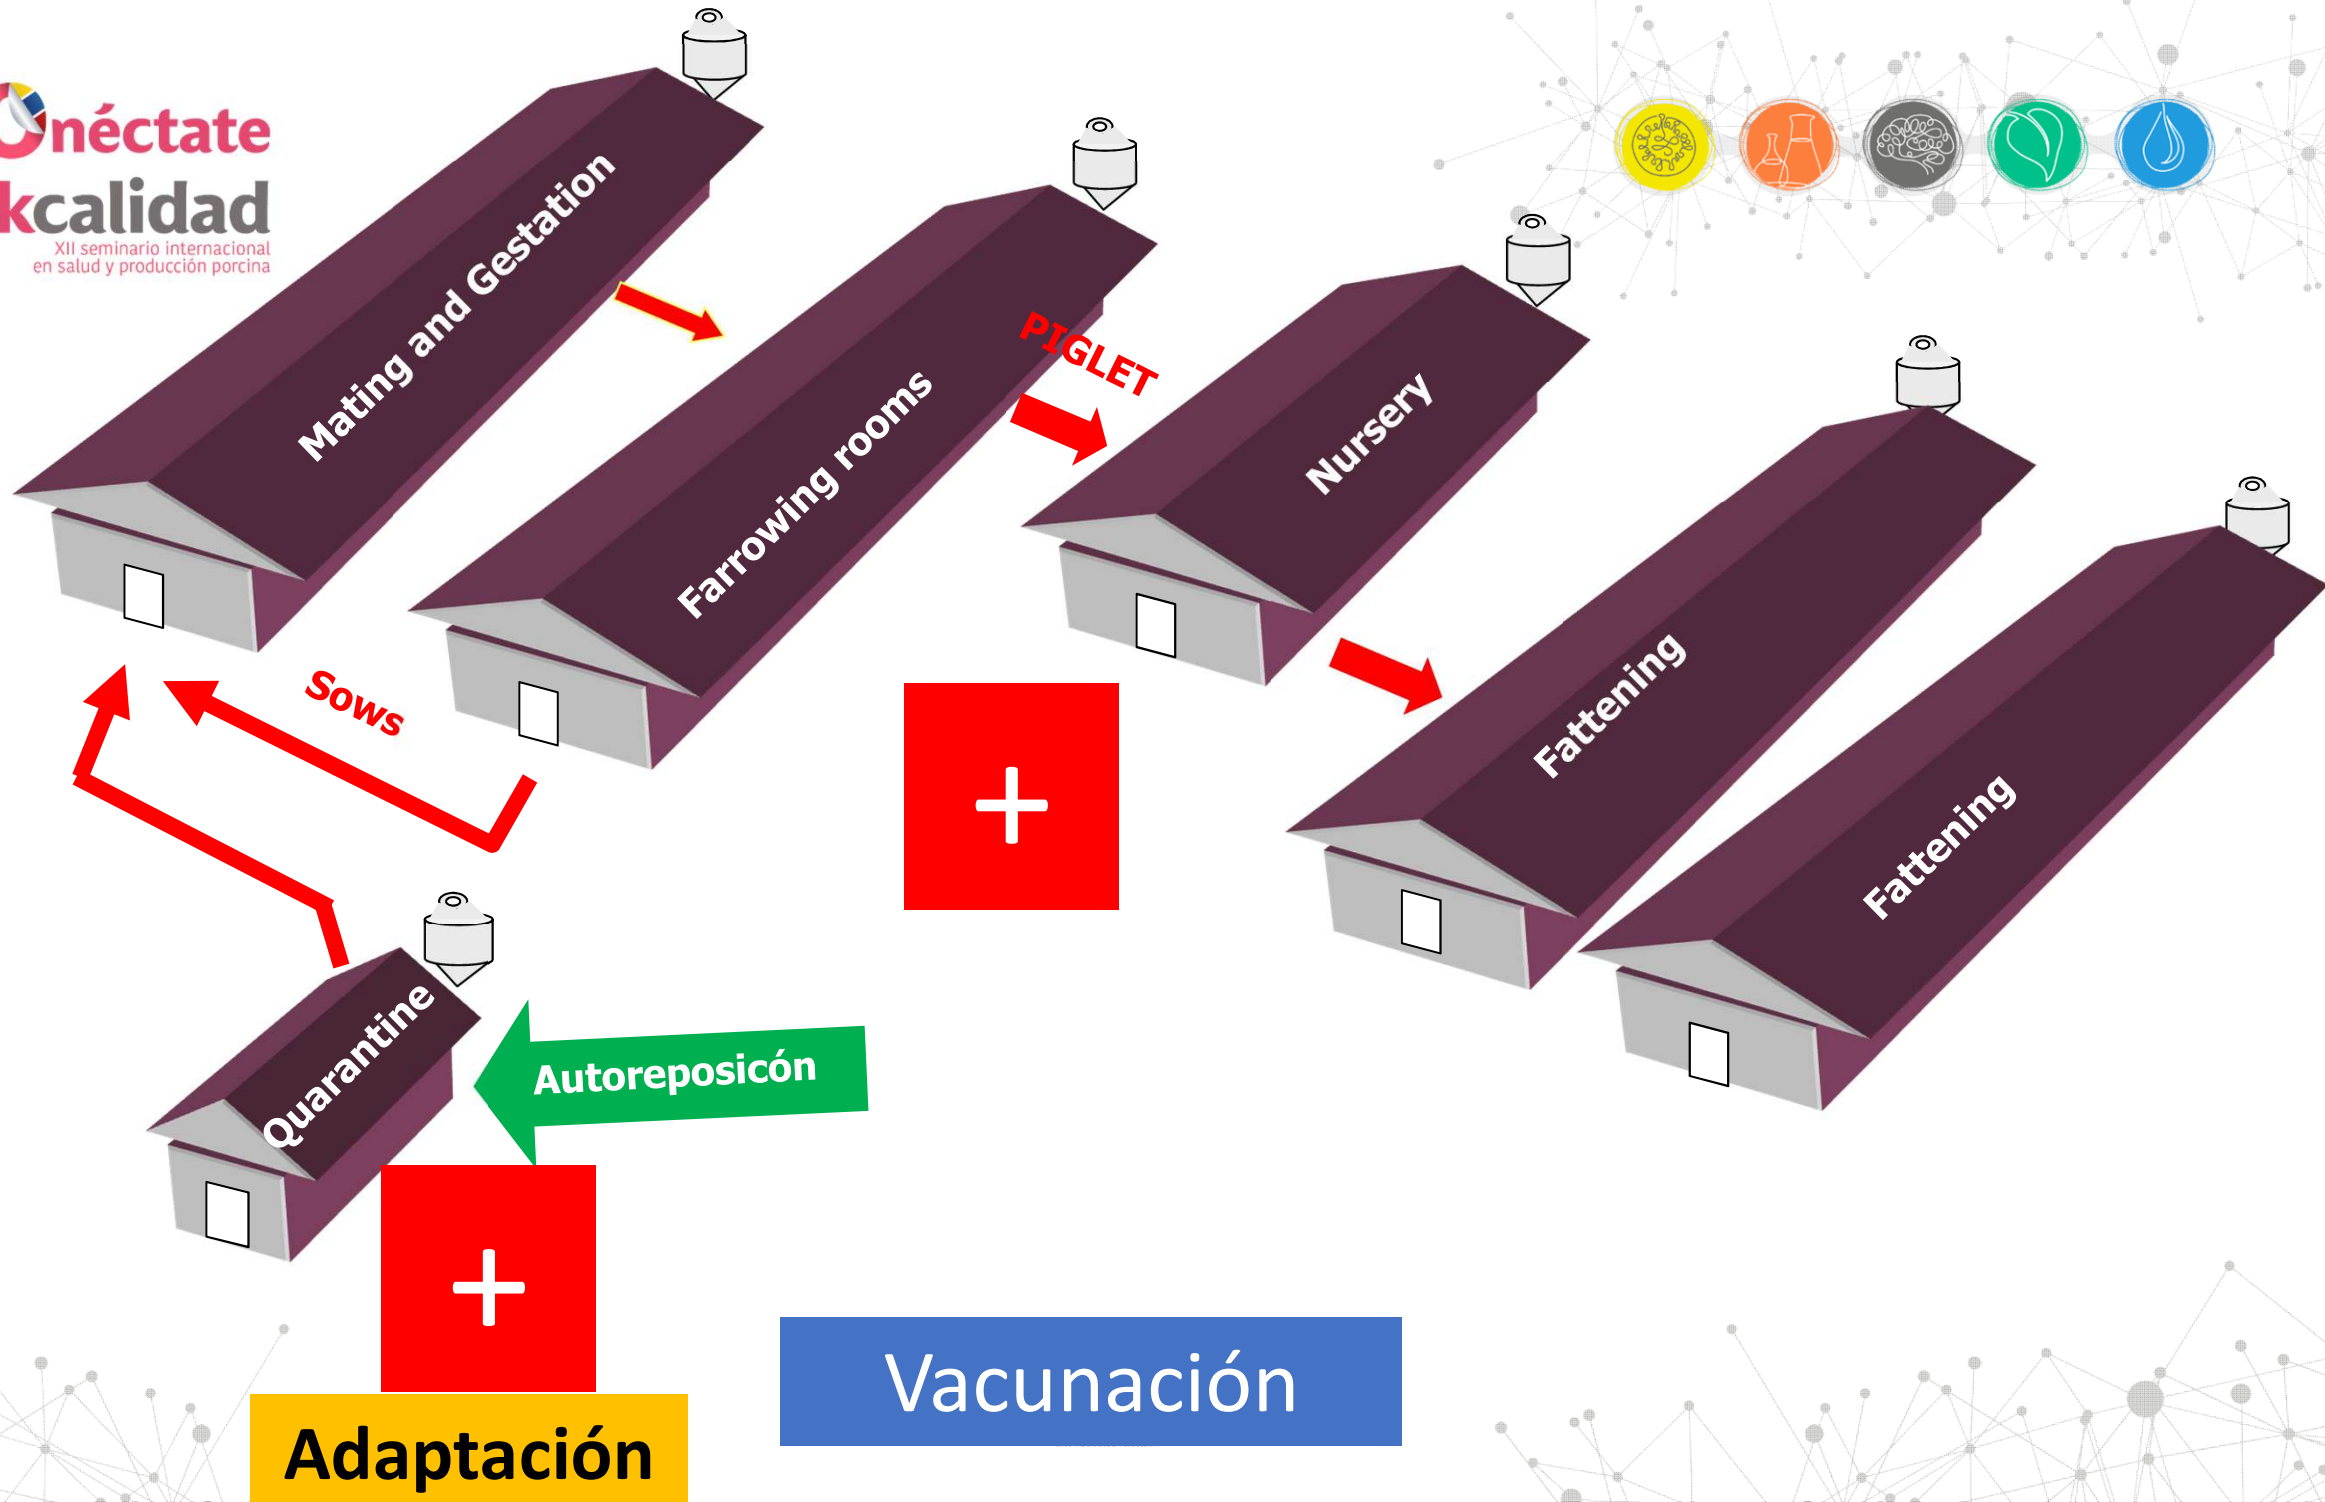 néctate
kcalidad
XII seminario internacional
en salud y producción porcina
Mating and Gestation
Farrowing rooms
PIGLET
Nursery
Fattening
Fattening
Sows
+
Quarantine
Autoreposicón
+
Adaptación
Vacunación